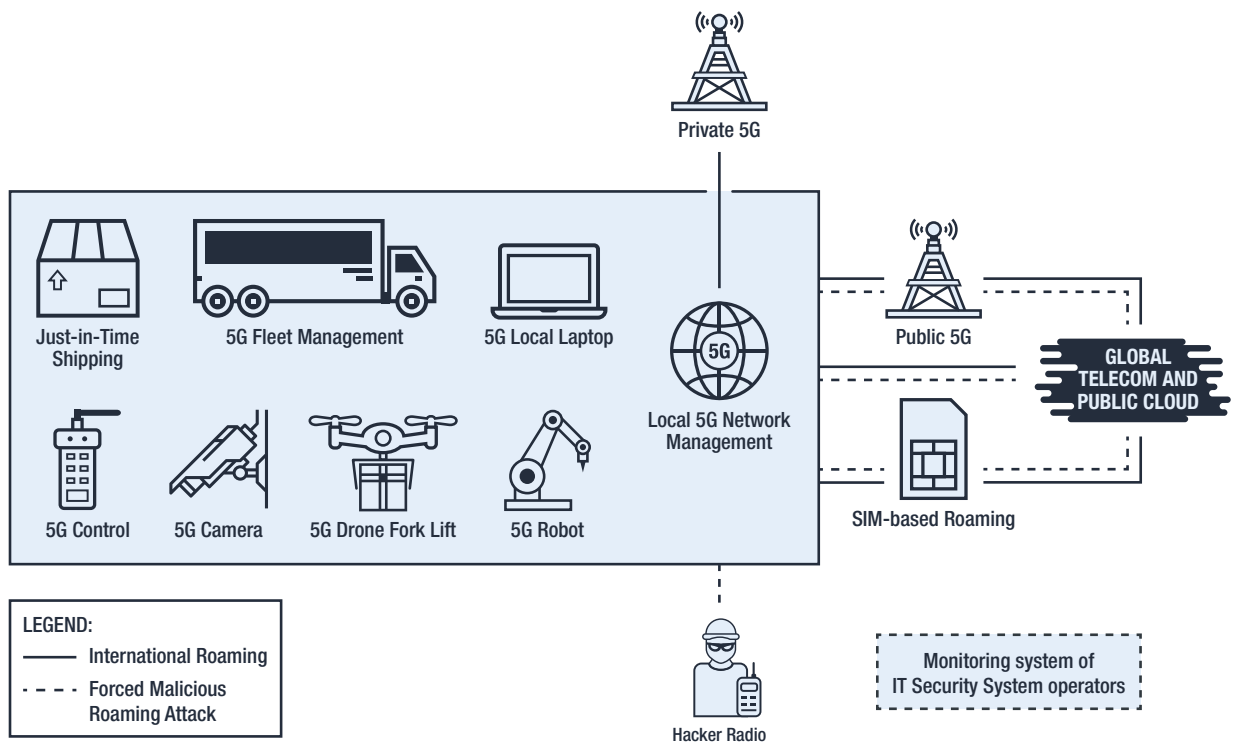 Private 5G
Just-in-Time
Shipping
5G Fleet Management
5G Local Laptop
5G
Local 5G Network
Management
Public 5G
GLOBAL
TELECOM AND
PUBLIC CLOUD
5G Control
5G Camera
5G Drone Fork Lift
5G Robot
SIM-based Roaming
LEGEND:
International Roaming
Forced Malicious
Roaming Attack
Hacker Radio
Monitoring system of
IT Security System operators